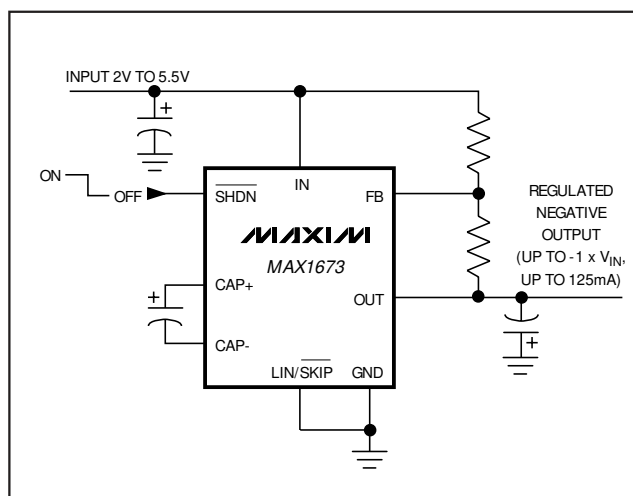 INPUT 2V TO 5.5V
+
ON
OFF
SHDN
IN
FB
REGULATED
NEGATIVE
OUTPUT
(UP TO -1 x VIN,
UP TO 125mA)
MAXIM
MAX1673
+
CAP+
OUT
CAP-
+
LIN/SKIP
GND